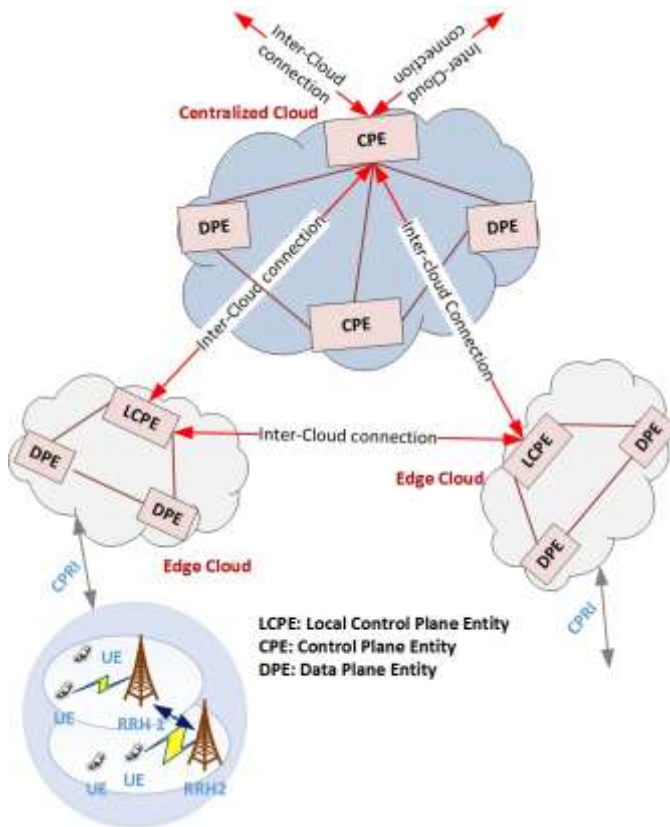 Inter-Cloud
connection
Inter-Cloud
connection
Centralized Cloud
CPE
DPE
DPE
CPE
Inter-Cloud connection
Inter-cloud Connection
LCPE
DPE
DPE
Inter-Cloud connection
LCPE
DPE
DPE
Edge Cloud
Edge Cloud
CPRI
CPRI
LCPE: Local Control Plane Entity
CPE: Control Plane Entity
DPE: Data Plane Entity
UE
UE
RRH 1
UE
UE
RRH2